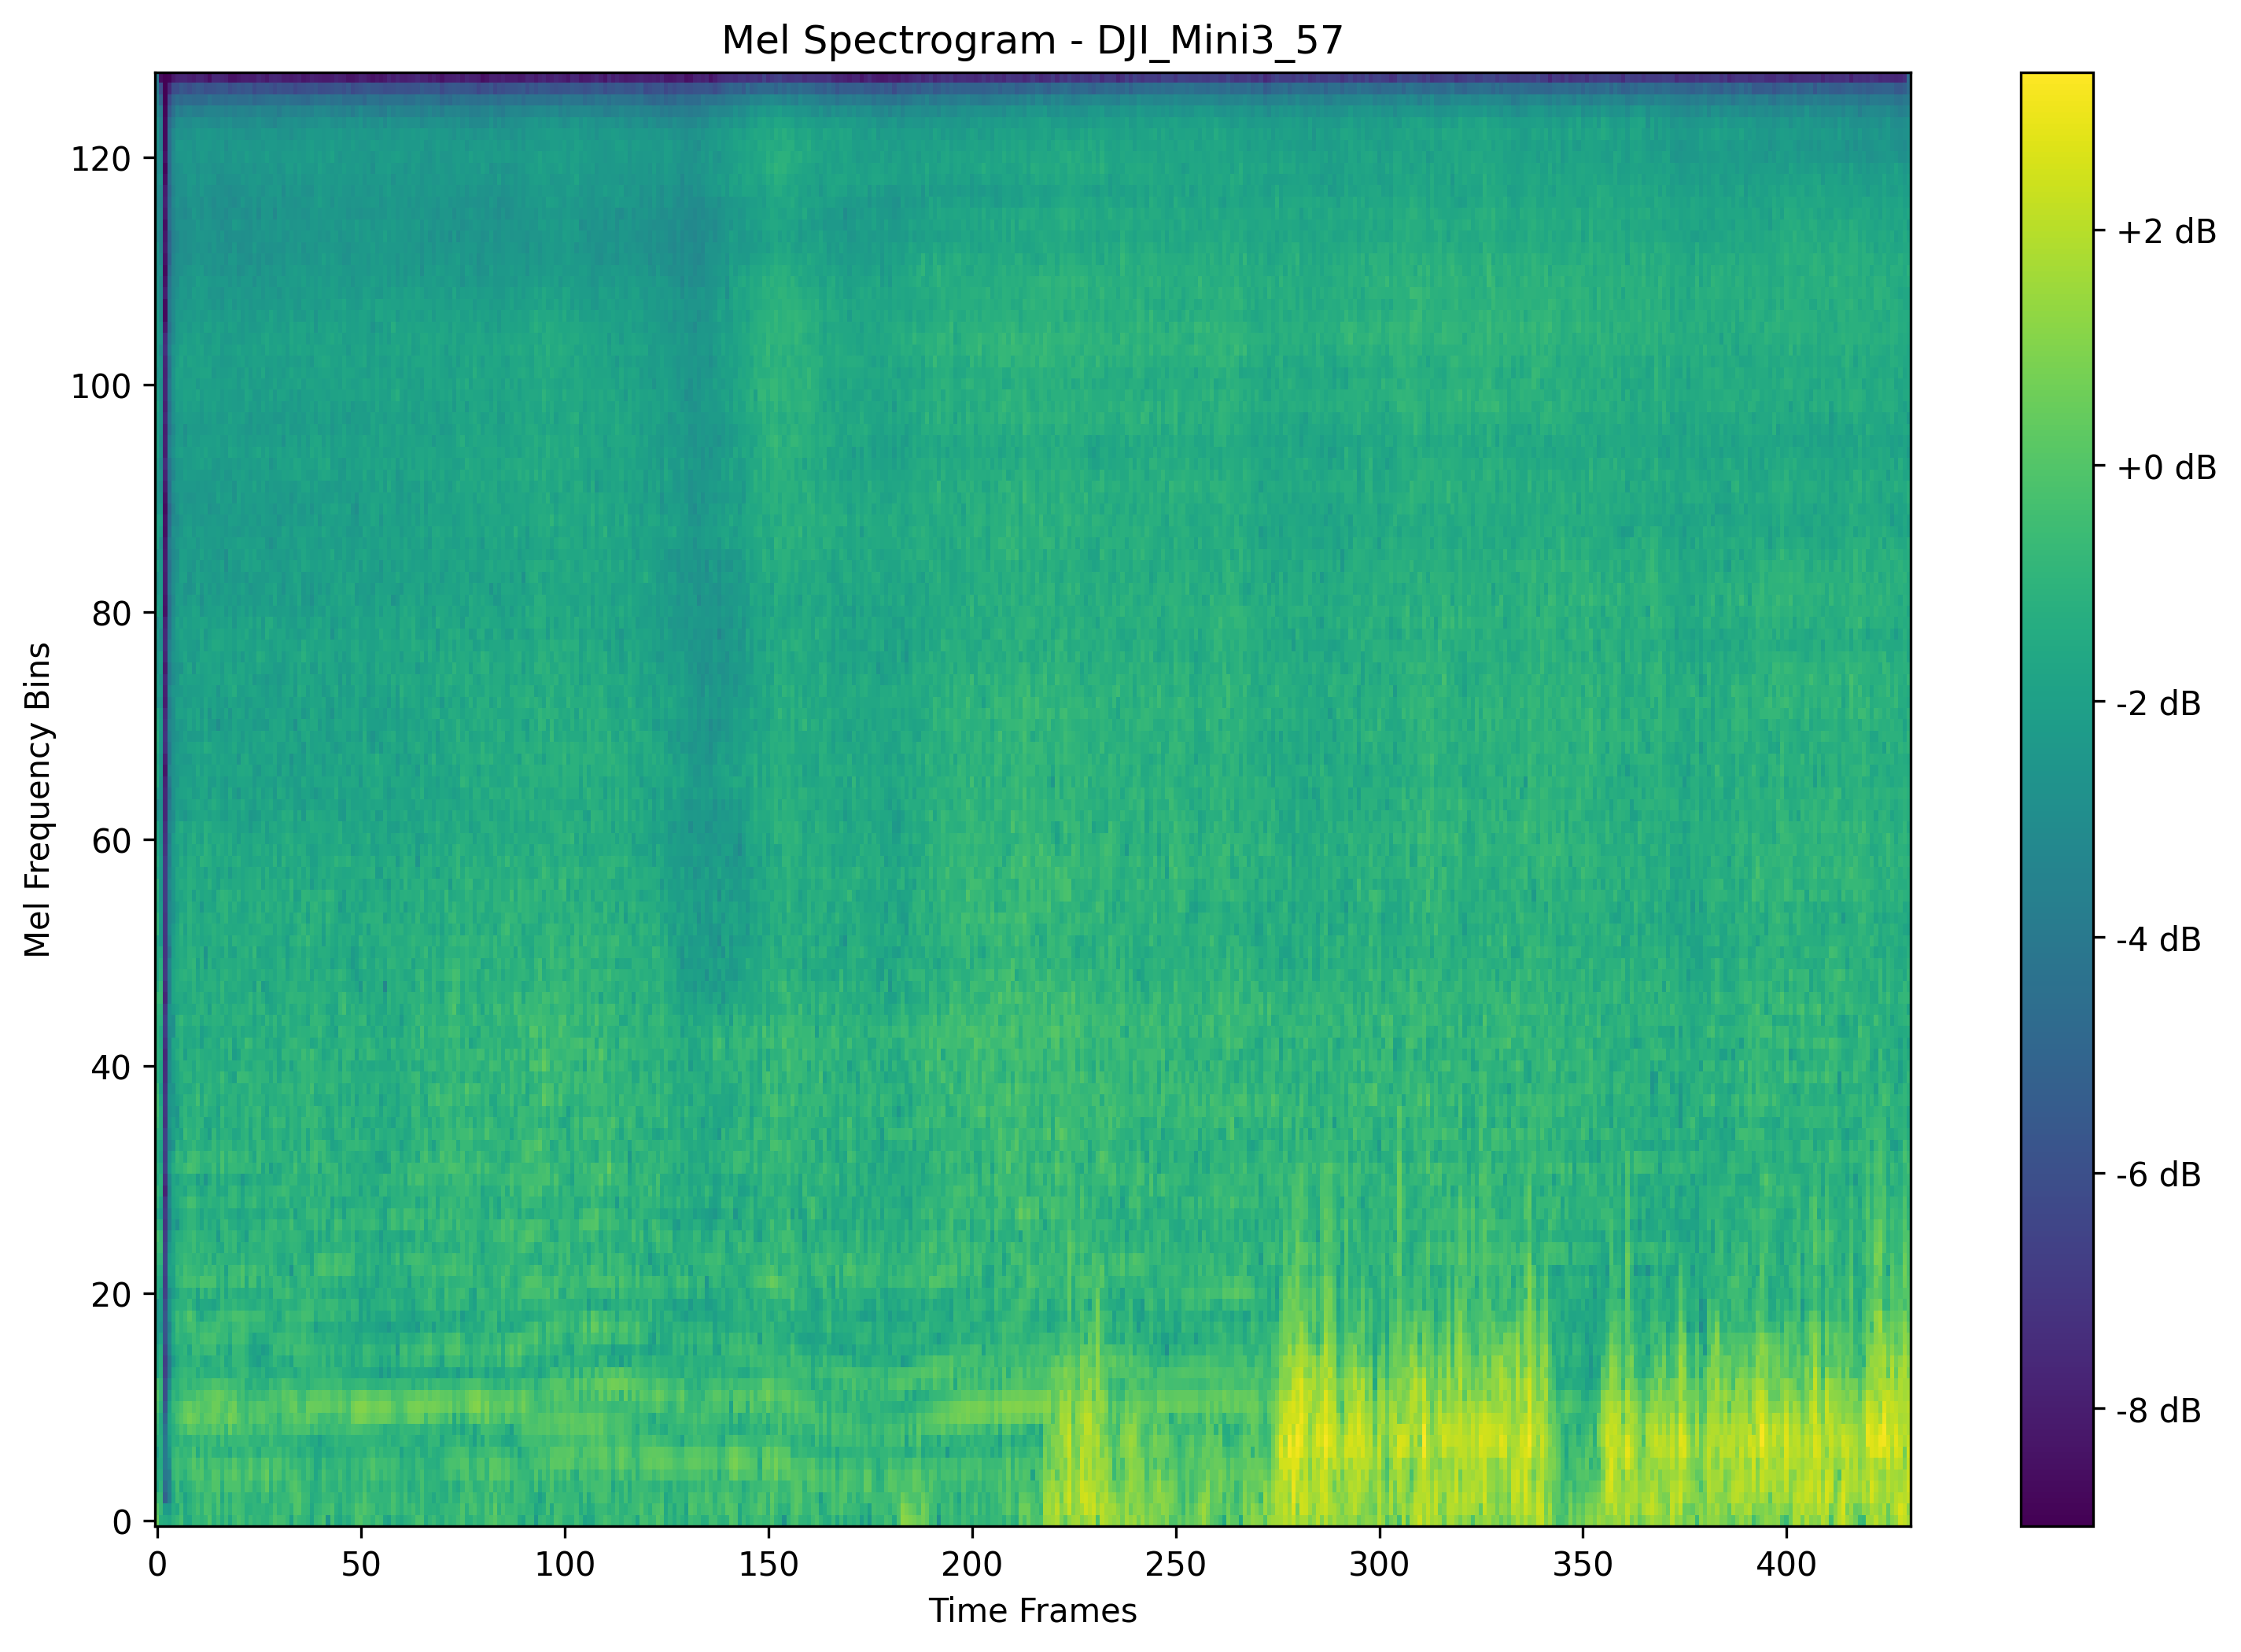 Mel Spectrogram - DJI_Mini3_57
Mel Frequency Bins
120
100
80
60
40
20
0
0 50 100 150 200 250 300 350 400
Time Frames
+2 dB
+0 dB
-2 dB
-4 dB
-6 dB
-8 dB